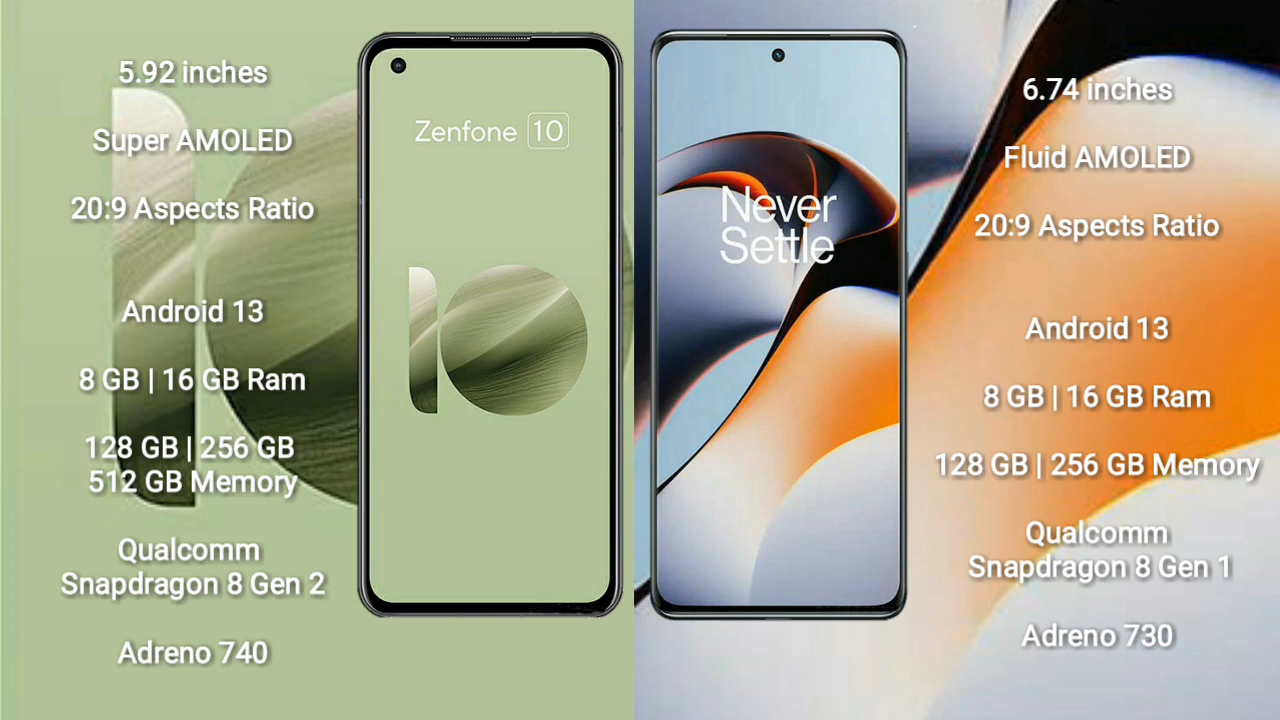 5.92 inches
Super AMOLED
20:9 Aspects Ratio
Android 13
8 GB | 16 GB Ram
128 GB | 256 GB
512 GB Memory
Qualcomm
Snapdragon 8 Gen 2
Adreno 740
Zenfone 10
10
Never
Settle
6.74 inches
Fluid AMOLED
20:9 Aspects Ratio
Android 13
8 GB | 16 GB Ram
128 GB | 256 GB Memory
Qualcomm
Snapdragon 8 Gen 1
Adreno 730